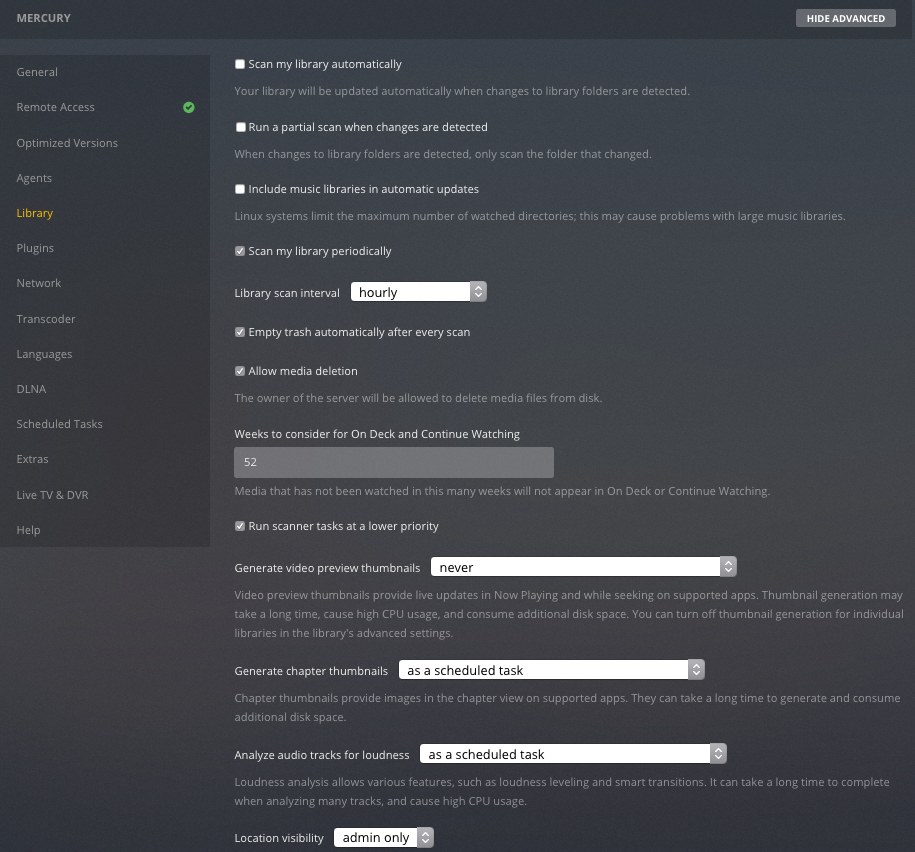 MERCURY
HIDE ADVANCED
General
Remote Access
Optimized Versions
Agents
Library
Plugins
Network
Transcoder
Languages
DLNA
Scheduled Tasks
Extras
Live TV & DVR
Help
Scan my library automatically
Your library will be updated automatically when changes to library folders are detected.
Run a partial scan when changes are detected
When changes to library folders are detected, only scan the folder that changed.
Include music libraries in automatic updates
Linux systems limit the maximum number of watched directories; this may cause problems with large music libraries.
Scan my library periodically
Library scan interval hourly
Empty trash automatically after every scan
Allow media deletion
The owner of the server will be allowed to delete media files from disk.
Weeks to consider for On Deck and Continue Watching
52
Media that has not been watched in this many weeks will not appear in On Deck or Continue Watching.
Run scanner tasks at a lower priority
Generate video preview thumbnails never
Video preview thumbnails provide live updates in Now Playing and while seeking on supported apps. Thumbnail generation may
take a long time, cause high CPU usage, and consume additional disk space. You can turn off thumbnail generation for individual
libraries in the library's advanced settings.
Generate chapter thumbnails as a scheduled task
Chapter thumbnails provide images in the chapter view on supported apps. They can take a long time to generate and consume
additional disk space.
Analyze audio tracks for loudness as a scheduled task
Loudness analysis allows various features, such as loudness leveling and smart transitions. It can take a long time to complete
when analyzing many tracks, and cause high CPU usage.
Location visibility admin only